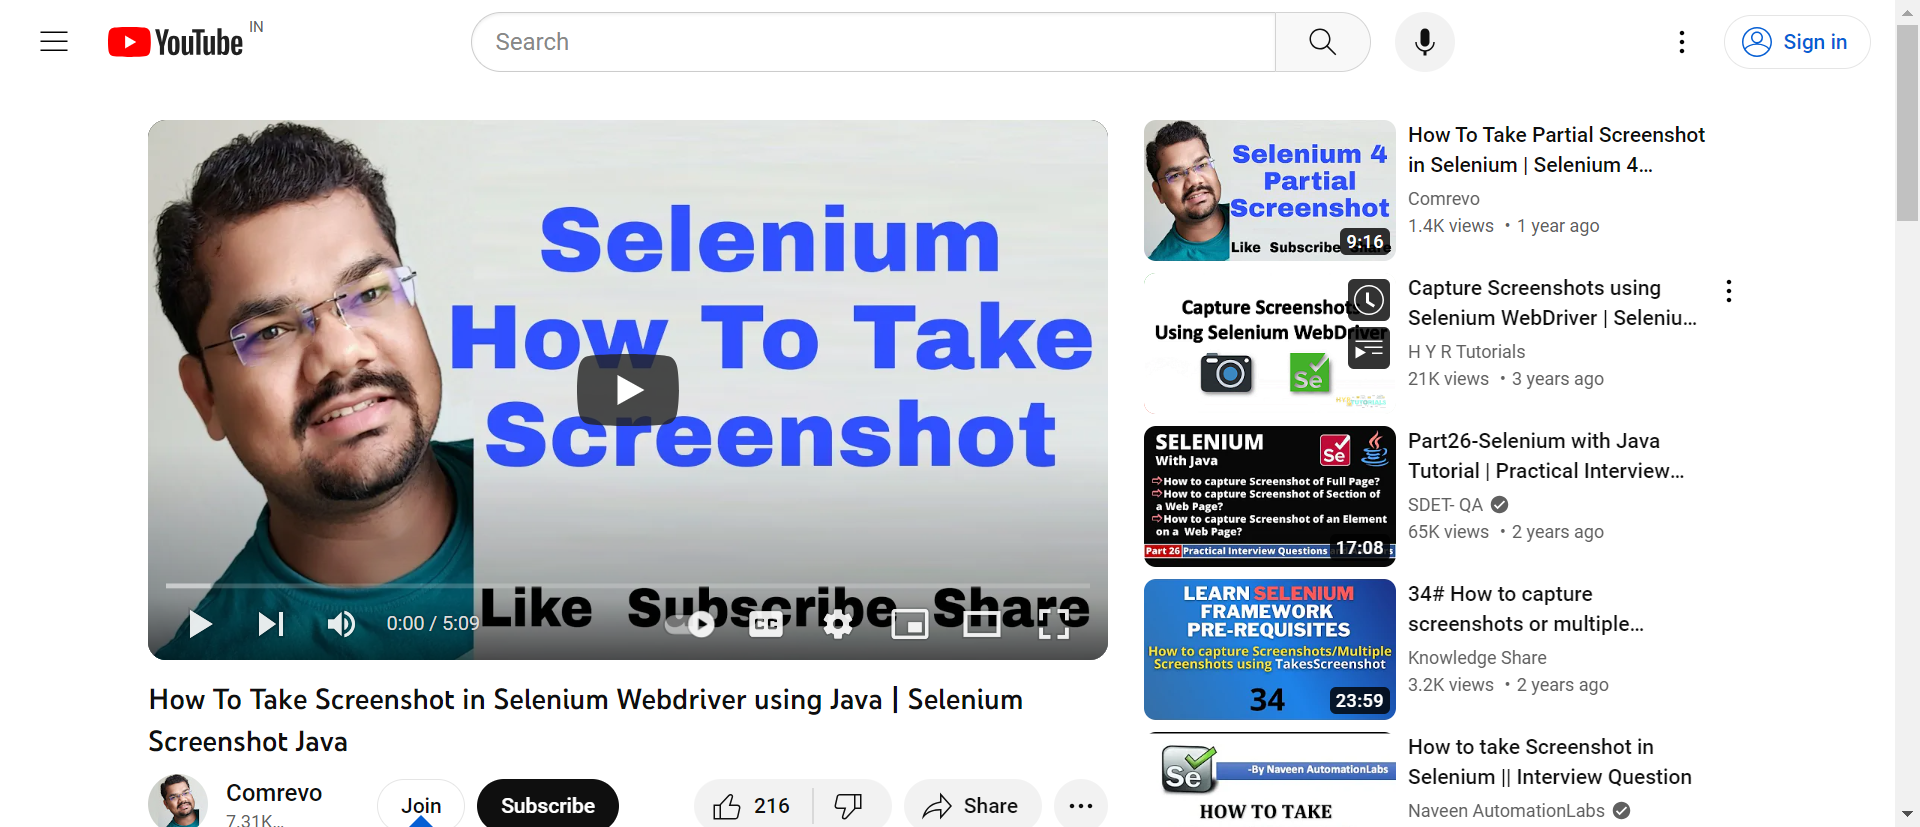 YouTube IN
Search
Sign in
Selenium
How To Take
Screenshot
Like Subscribe Share
0:00 / 5:09
CC
How To Take Screenshot in Selenium Webdriver using Java | Selenium
Screenshot Java
Comrevo
7.31K...
Join
Subscribe
216
Share
Selenium 4
Partial
Screenshot
Like Subscribe
9:16
How To Take Partial Screenshot
in Selenium | Selenium 4...
Comrevo
1.4K views • 1 year ago
Capture Screenshots
Using Selenium WebDriver
Se
Capture Screenshots using
Selenium WebDriver | Seleniu...
H Y R Tutorials
21K views • 3 years ago
SELENIUM
With Java
Se
⇨How to capture Screenshot of Full Page?
⇨How to capture Screenshot of Section of
a Web Page?
⇨How to capture Screenshot of an Element
on a Web Page?
Part 26 Practical Interview Questions
17:08
Part26-Selenium with Java
Tutorial | Practical Interview...
SDET- QA
65K views • 2 years ago
LEARN SELENIUM
FRAMEWORK
PRE-REQUISITES
How to capture Screenshots/Multiple
Screenshots using TakesScreenshot
34
23:59
34# How to capture
screenshots or multiple...
Knowledge Share
3.2K views • 2 years ago
Se
-By Naveen AutomationLabs
HOW TO TAKE
How to take Screenshot in
Selenium || Interview Question
Naveen AutomationLabs